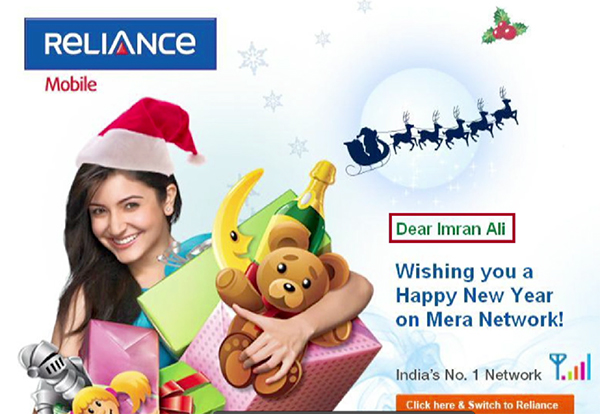 RELIANCE
Mobile
Dear Imran Ali
Wishing you a
Happy New Year
on Mera Network!
India's No. 1 Network
Click here & Switch to Reliance